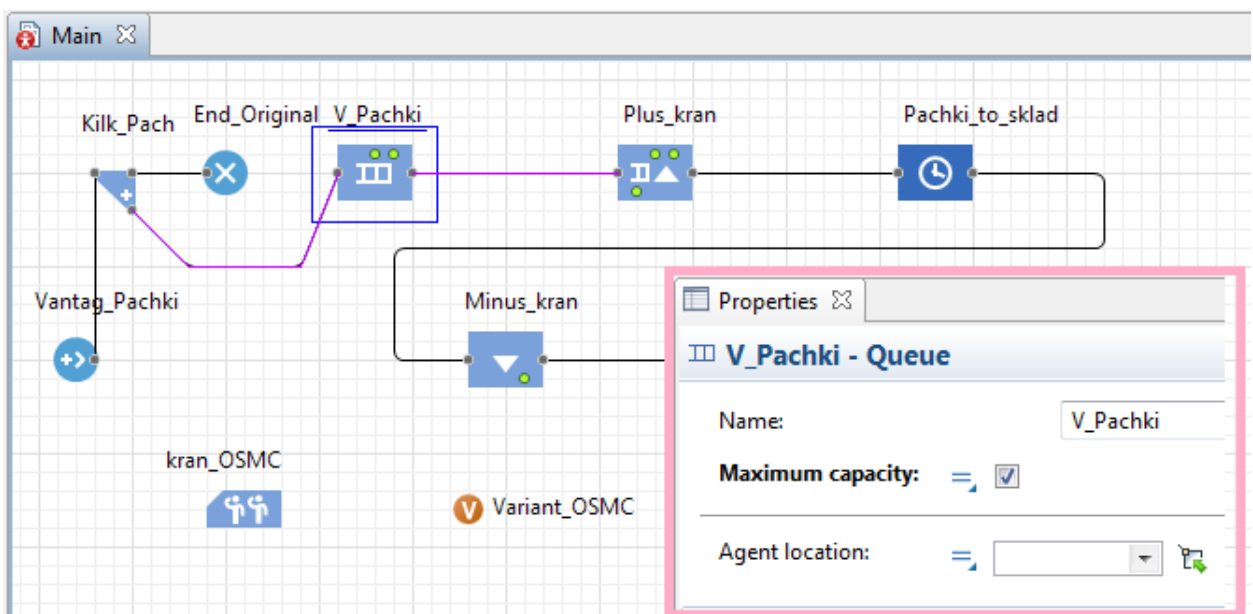 Main
Kilk_Pach
End_Original
V_Pachki
Plus_kran
Pachki_to_sklad
Vantag_Pachki
Minus_kran
kran_OSMC
V Variant_OSMC
Properties
V_Pachki - Queue
Name: V_Pachki
Maximum capacity:
Agent location: